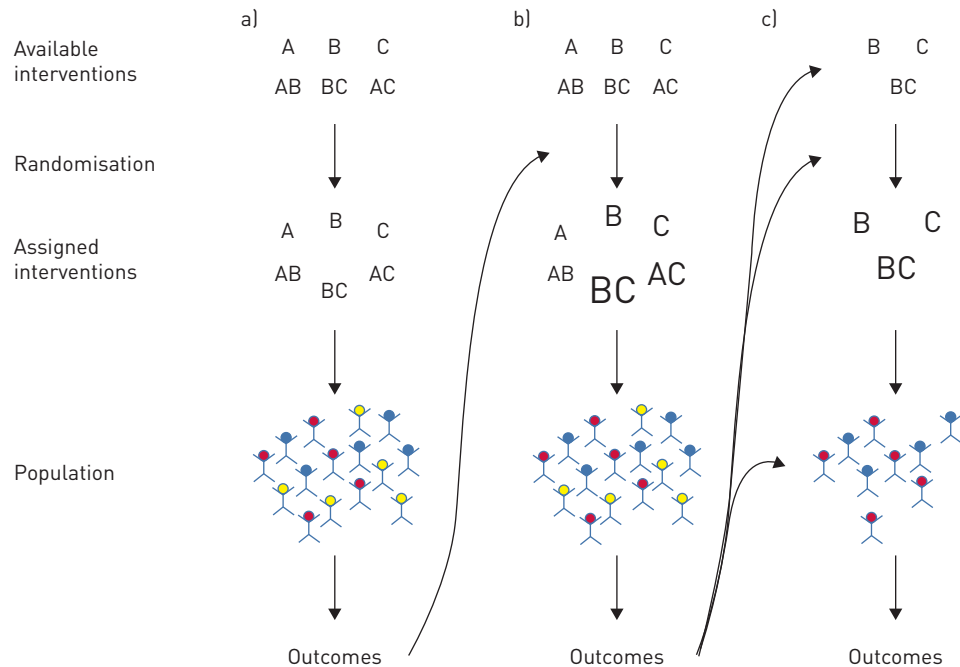 a)
b)
c)
Available
interventions
A B C
AB BC AC
A B C
AB BC AC
B C
BC
Randomisation
Assigned
interventions
A B C
AB BC AC
A B C
AB BC AC
B C
BC
Population
Outcomes
Outcomes
Outcomes